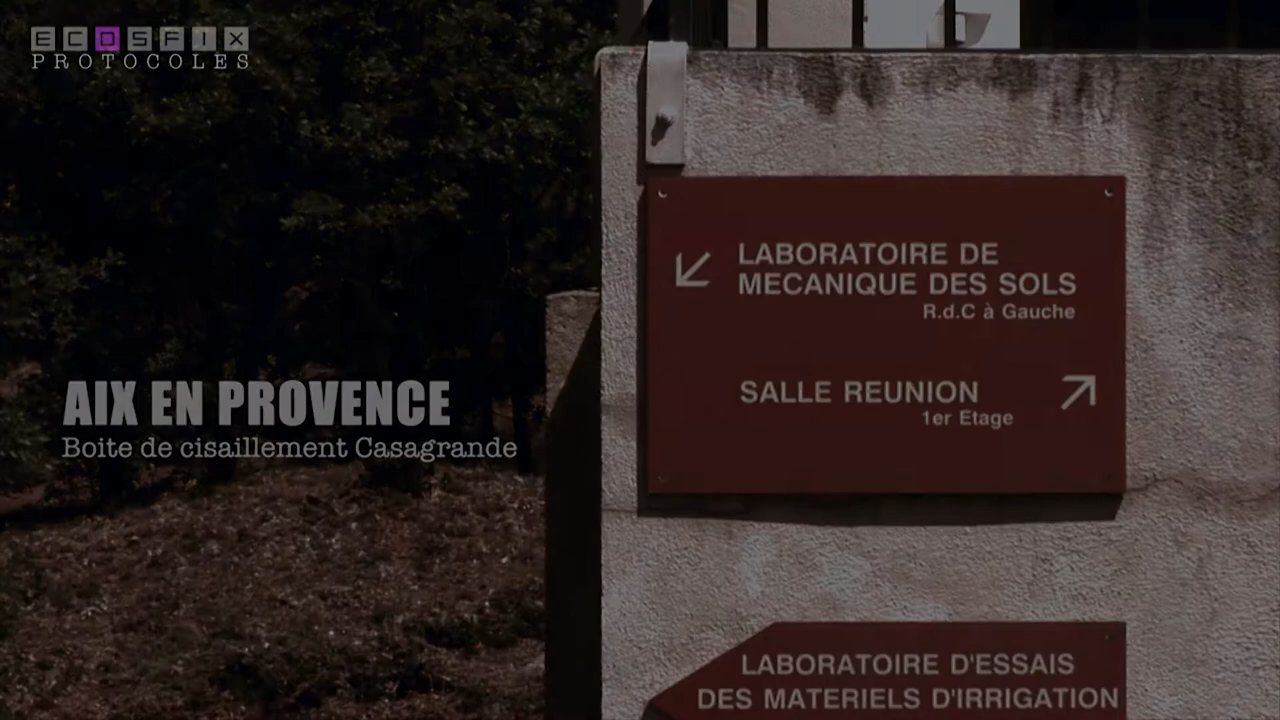 ECOSFIX
PROTOCOLES
LABORATOIRE DE
MECANIQUE DES SOLS
R.d.C à Gauche
SALLE REUNION
1er Etage
AIX EN PROVENCE
Boite de cisaillement Casagrande
LABORATOIRE D'ESSAIS
DES MATERIELS D'IRRIGATION